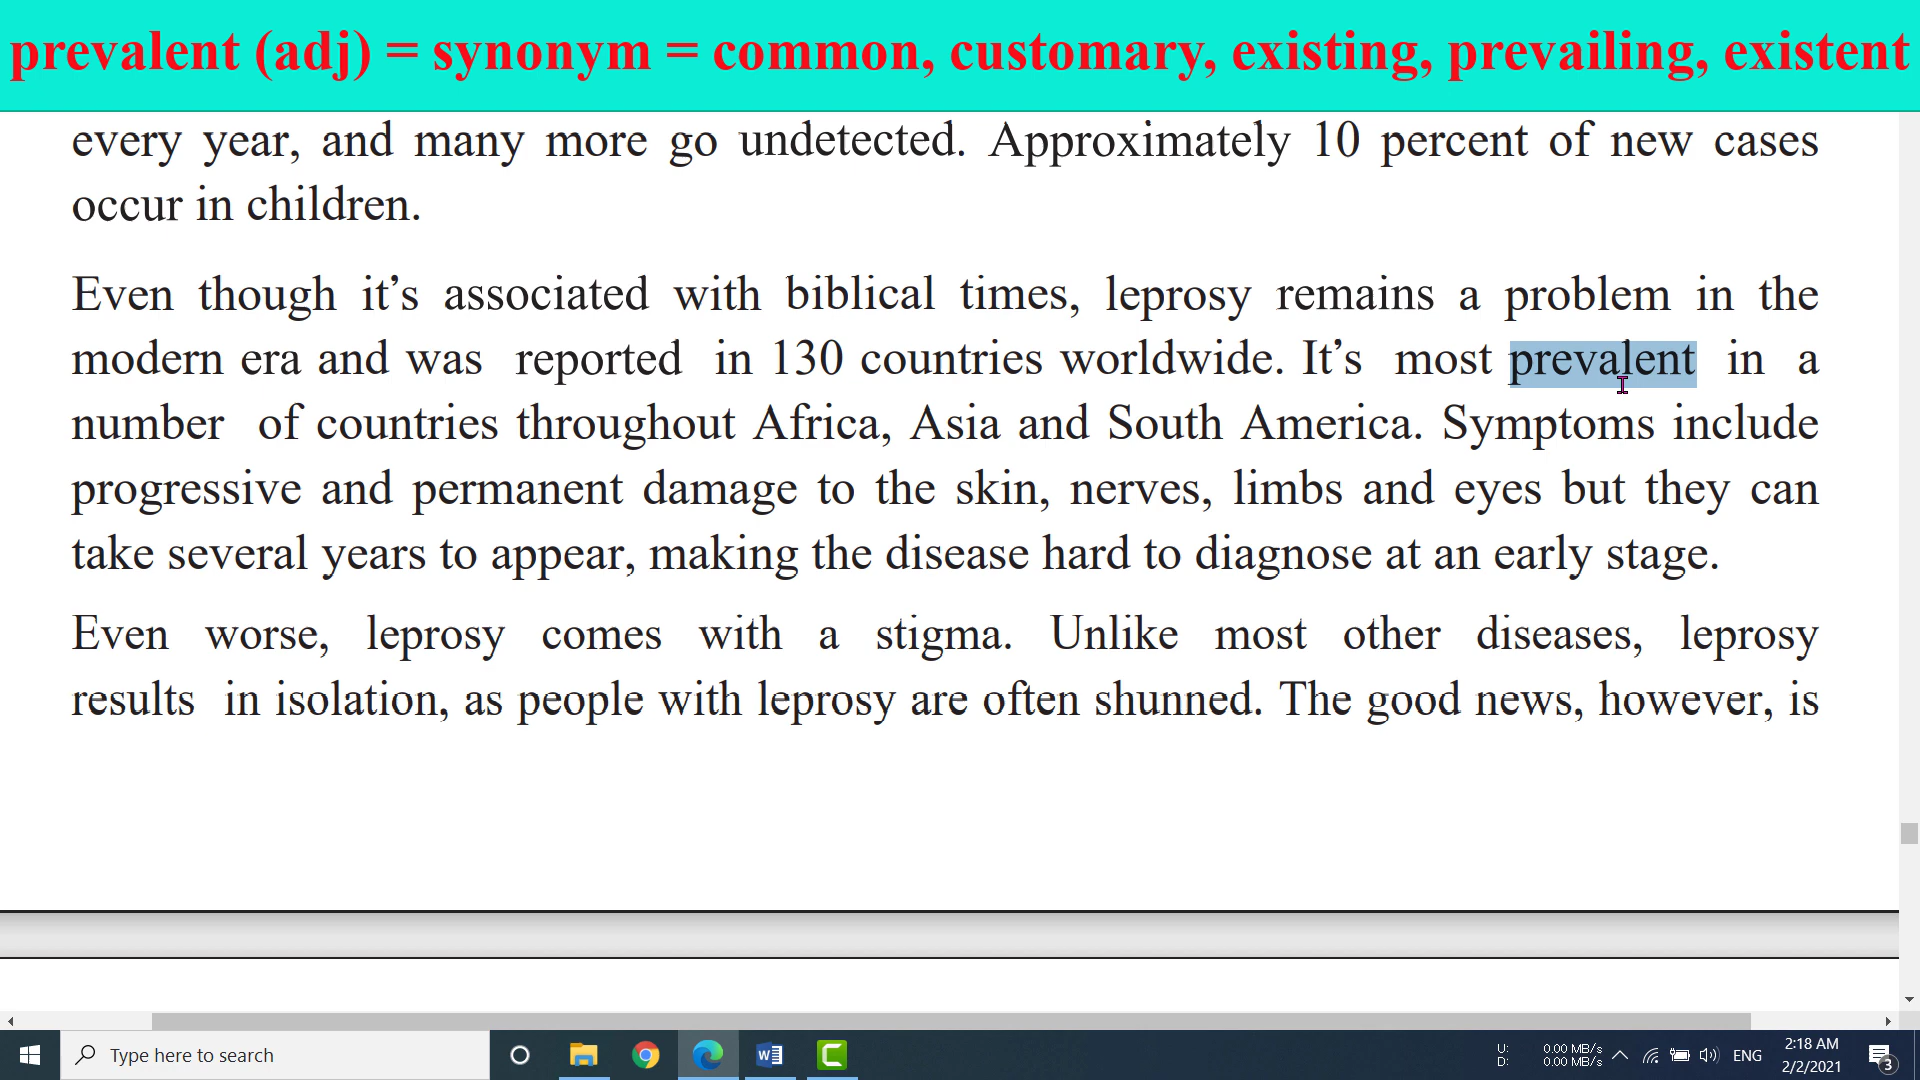 prevalent (adj) = synonym = common, customary, existing, prevailing, existent
every year, and many more go undetected. Approximately 10 percent of new cases
occur in children.
Even though it’s associated with biblical times, leprosy remains a problem in the
modern era and was reported in 130 countries worldwide. It’s most prevalent in a
number of countries throughout Africa, Asia and South America. Symptoms include
progressive and permanent damage to the skin, nerves, limbs and eyes but they can
take several years to appear, making the disease hard to diagnose at an early stage.
Even worse, leprosy comes with a stigma. Unlike most other diseases, leprosy
results in isolation, as people with leprosy are often shunned. The good news, however, is
Type here to search
U: 0.00 MB/s
D: 0.00 MB/s
ENG
2:18 AM
2/2/2021
3